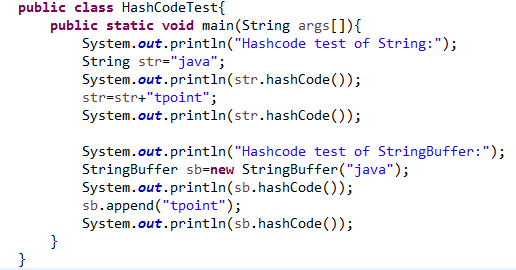 public class HashCodeTest{
    public static void main(String args[]){
        System.out.println("Hashcode test of String:");
        String str="java";
        System.out.println(str.hashCode());
        str=str+"tpoint";
        System.out.println(str.hashCode());

        System.out.println("Hashcode test of StringBuffer:");
        StringBuffer sb=new StringBuffer("java");
        System.out.println(sb.hashCode());
        sb.append("tpoint");
        System.out.println(sb.hashCode());
    }
}